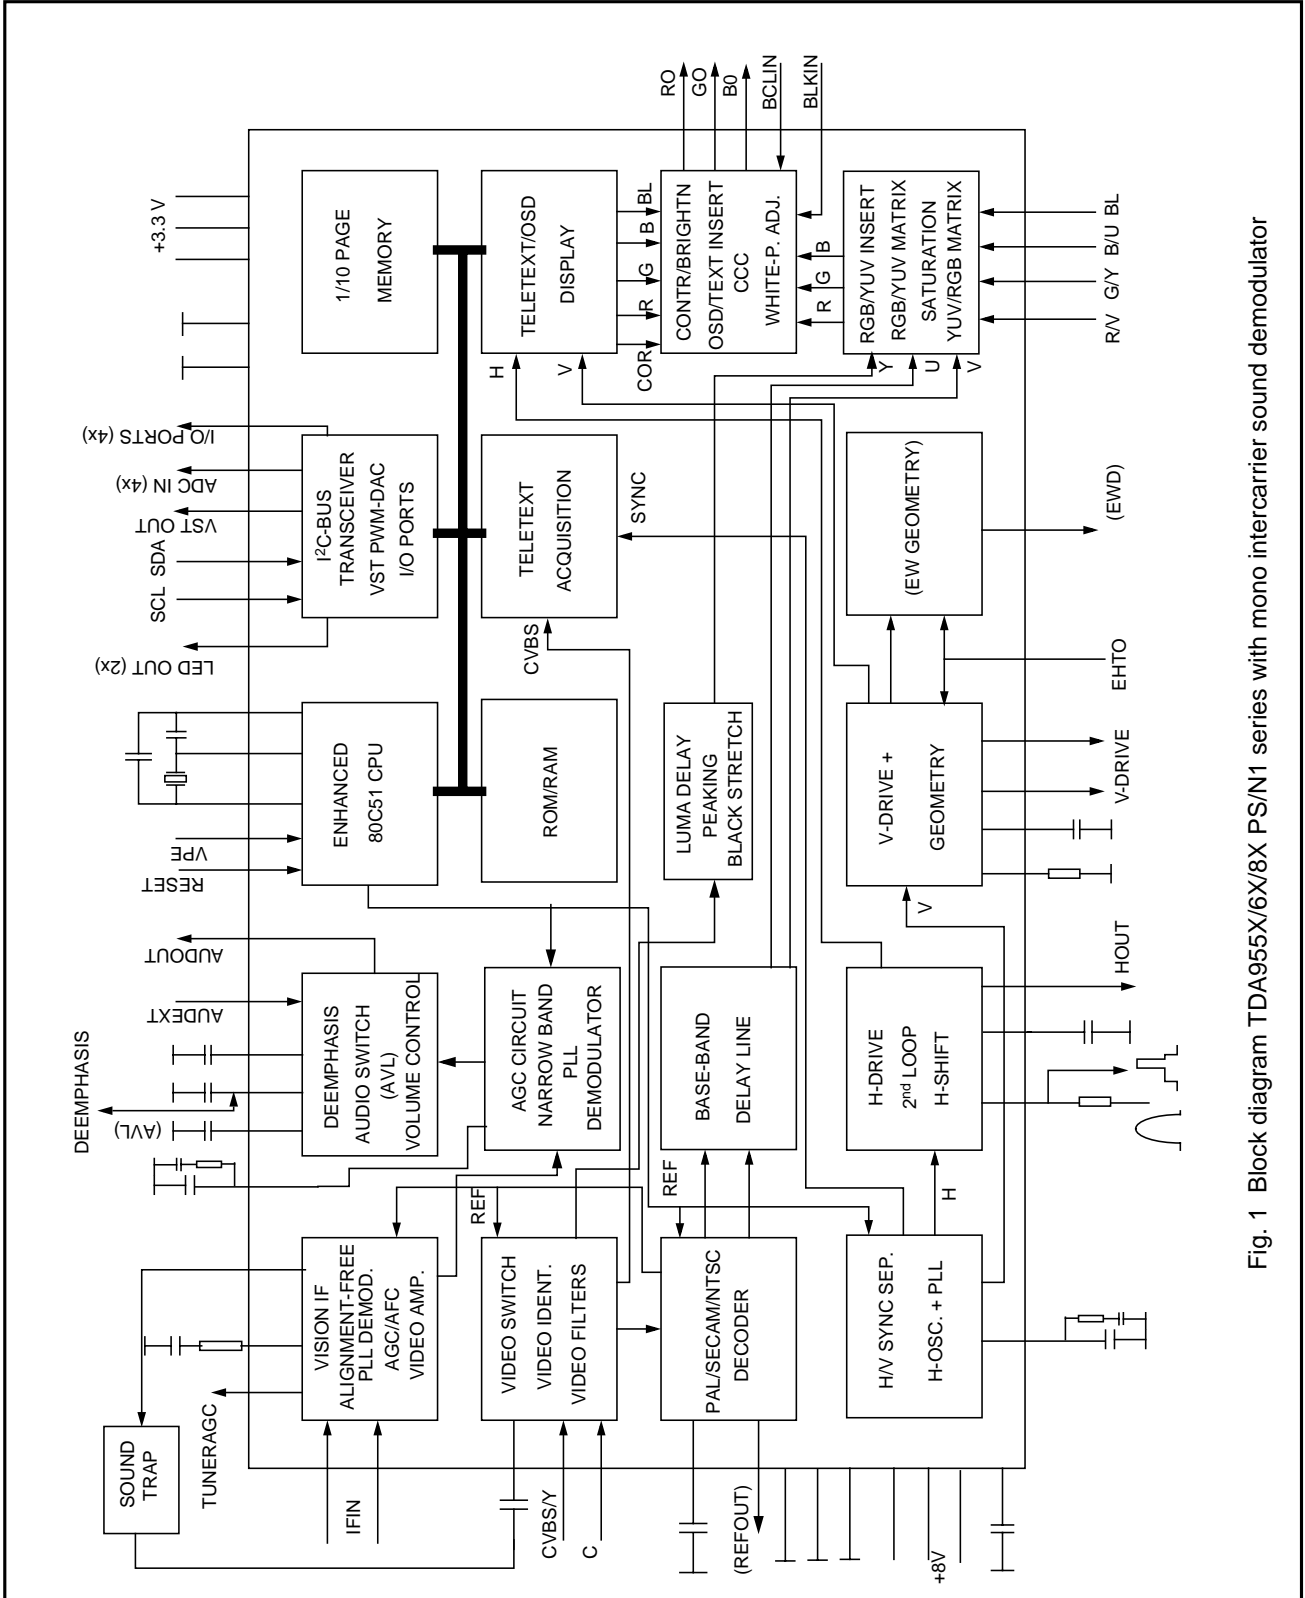 SOUND
TRAP
TUNERAGC
IFIN
CVBS/Y
C
(REFOUT)
+8V
DEEMPHASIS
(AVL)
AUDEXT
AUDOUT
RESET
VPE
LED OUT (2x)
SCL SDA
VST OUT
ADC IN (4x)
I/O PORTS (4x)
+3.3 V
VISION IF
ALIGNMENT-FREE
PLL DEMOD.
AGC/AFC
VIDEO AMP.
DEEMPHASIS
AUDIO SWITCH
(AVL)
VOLUME CONTROL
ENHANCED
80C51 CPU
I²C-BUS
TRANSCEIVER
VST PWM-DAC
I/O PORTS
1/10 PAGE
MEMORY
REF
VIDEO SWITCH
VIDEO IDENT.
VIDEO FILTERS
AGC CIRCUIT
NARROW BAND
PLL
DEMODULATOR
ROM/RAM
CVBS
TELETEXT
ACQUISITION
SYNC
H
V
TELETEXT/OSD
DISPLAY
COR
R
G
B
BL
REF
PAL/SECAM/NTSC
DECODER
BASE-BAND
DELAY LINE
LUMA DELAY
PEAKING
BLACK STRETCH
CONTR/BRIGHTN
OSD/TEXT INSERT
CCC
WHITE-P. ADJ.
RO
GO
B0
BCLIN
BLKIN
R
G
B
Y
U
V
RGB/YUV INSERT
RGB/YUV MATRIX
SATURATION
YUV/RGB MATRIX
R/V
G/Y
B/U
BL
H/V SYNC SEP.
H-OSC. + PLL
H
H-DRIVE
2nd LOOP
H-SHIFT
V
V-DRIVE +
GEOMETRY
(EW GEOMETRY)
HOUT
V-DRIVE
EHTO
(EWD)
Fig. 1 Block diagram TDA955X/6X/8X PS/N1 series with mono intercarrier sound demodulator